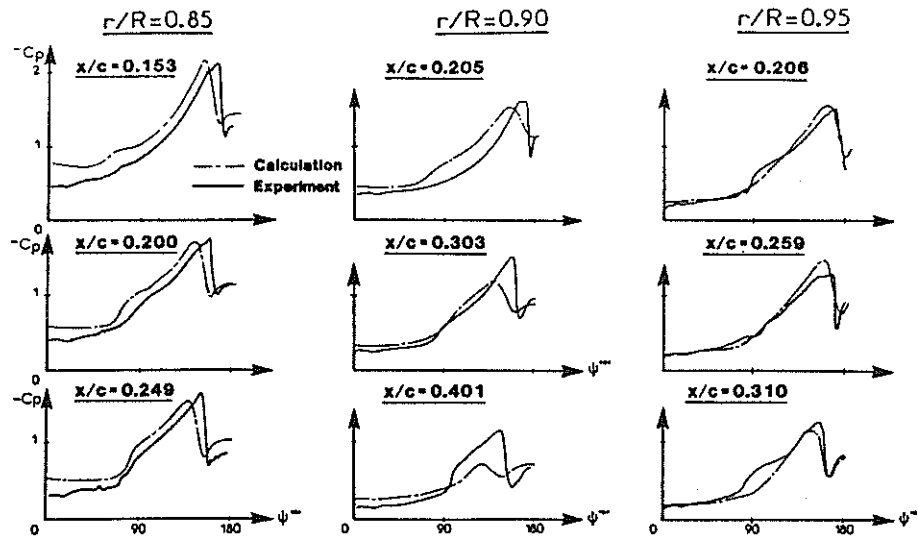 r/R=0.85 r/R=0.90 r/R=0.95
-Cp
2
x/c=0.153 x/c=0.205 x/c=0.206
1
Calculation
Experiment
0
-Cp
x/c=0.200 x/c=0.303 x/c=0.259
1
0
ψ
-Cp
x/c=0.249 x/c=0.401 x/c=0.310
1
0 90 180 ψ 0 90 180 ψ 0 90 180 ψ